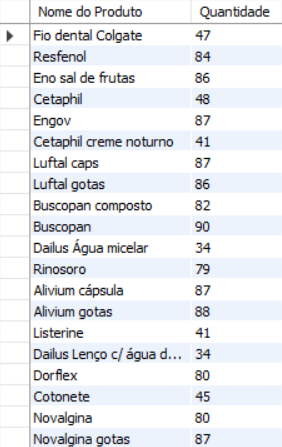 Nome do Produto Quantidade
Fio dental Colgate 47
Resfenol 84
Eno sal de frutas 86
Cetaphil 48
Engov 87
Cetaphil creme noturno 41
Luftal caps 87
Luftal gotas 86
Buscopan composto 82
Buscopan 90
Dailus Água micelar 34
Rinosoro 79
Alivium cápsula 87
Alivium gotas 88
Listerine 41
Dailus Lenço c/ água d... 34
Dorflex 80
Cotonete 45
Novalgina 80
Novalgina gotas 87